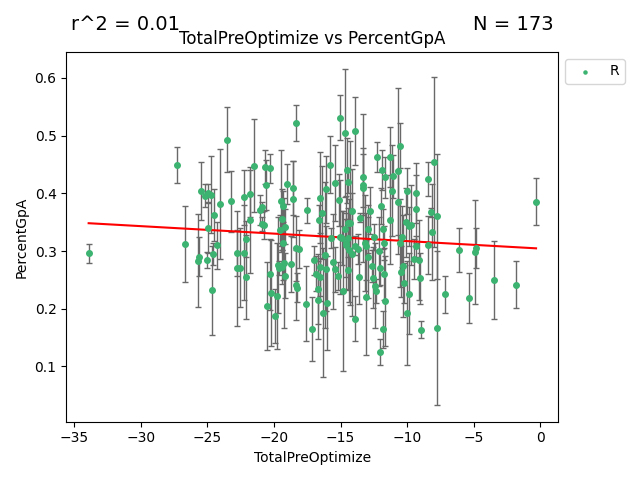 r^2 = 0.01
N = 173
TotalPreOptimize vs PercentGpA
R
0.6
0.5
0.4
0.3
0.2
0.1
PercentGpA
−35
−30
−25
−20
−15
−10
−5
0
TotalPreOptimize